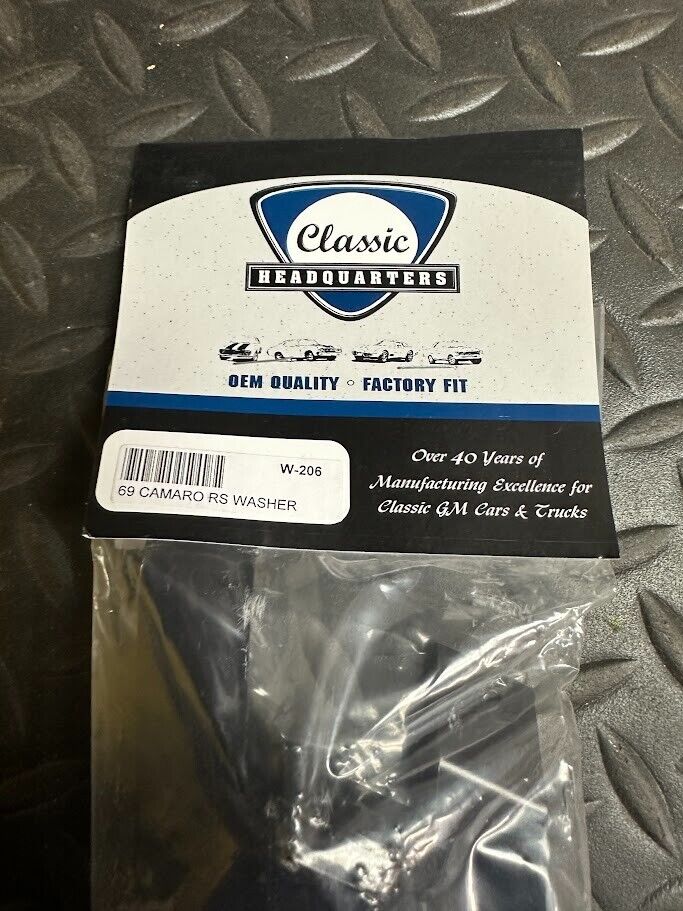 Classic
HEADQUARTERS
OEM QUALITY ◦ FACTORY FIT
W-206
69 CAMARO RS WASHER
Over 40 Years of
Manufacturing Excellence for
Classic GM Cars & Trucks